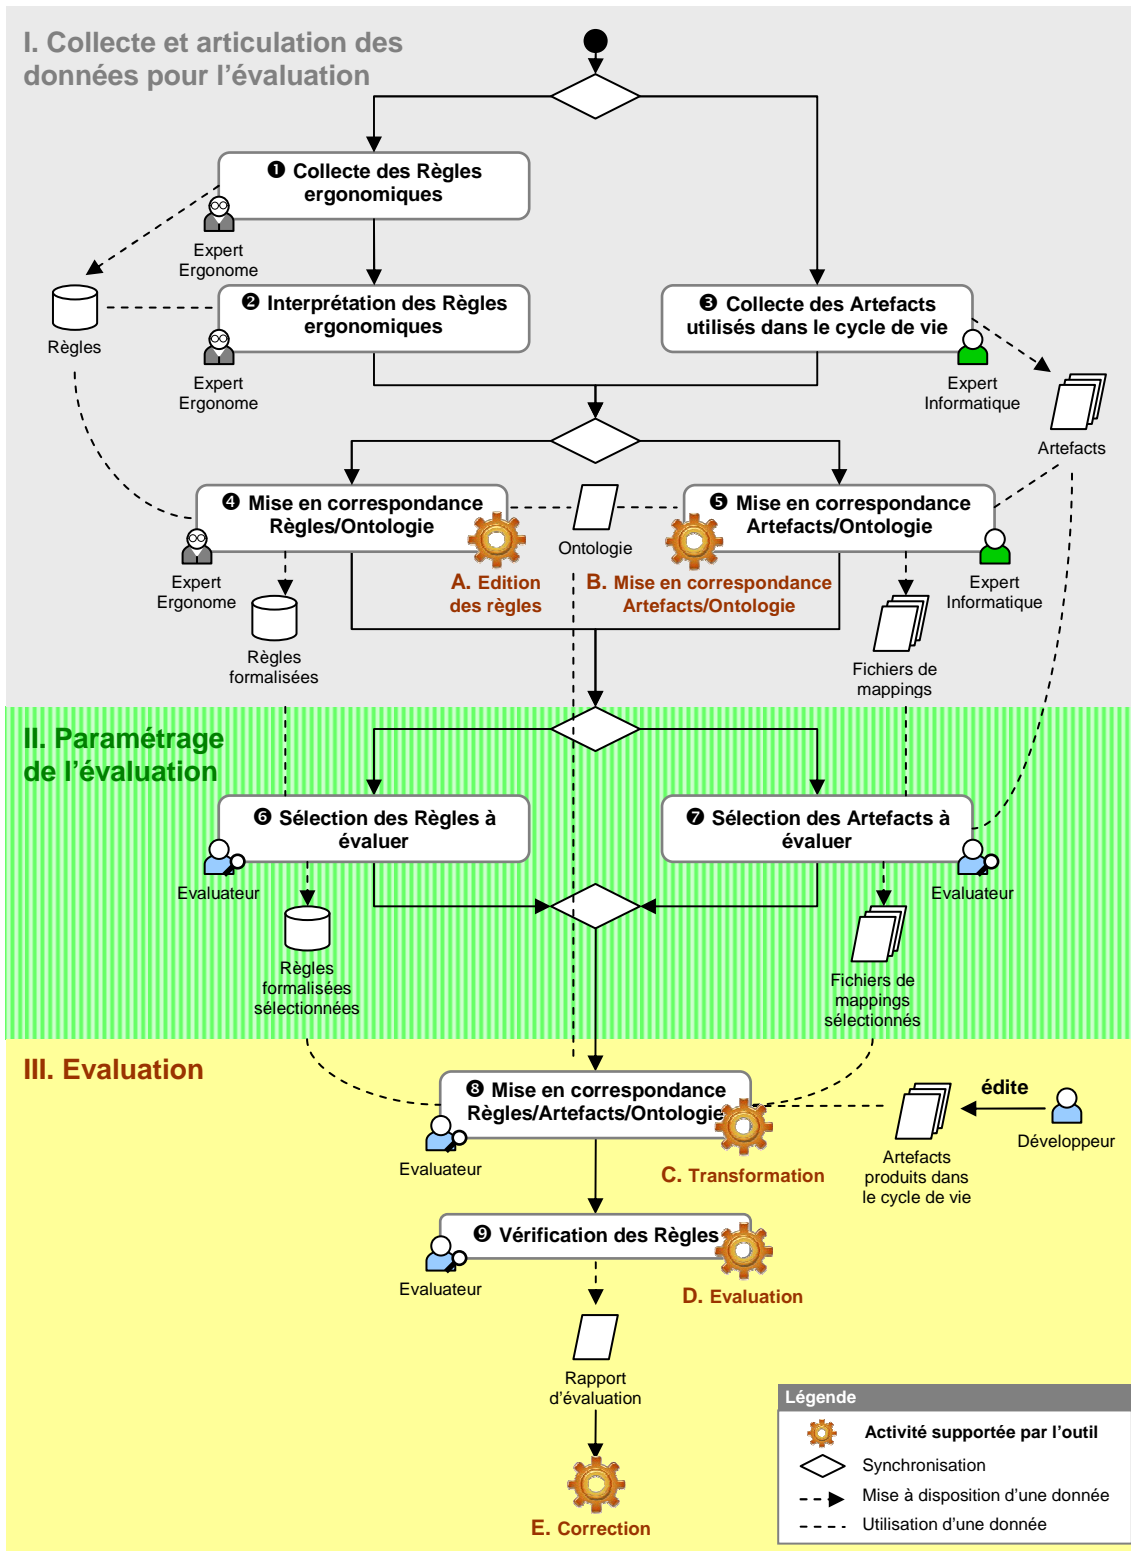 I. Collecte et articulation des
données pour l'évaluation
❶ Collecte des Règles
ergonomiques
Expert
Ergonome
Règles
❷ Interprétation des Règles
ergonomiques
Expert
Ergonome
❸ Collecte des Artefacts
utilisés dans le cycle de vie
Expert
Informatique
Artefacts
❹ Mise en correspondance
Règles/Ontologie
Expert
Ergonome
A. Edition
des règles
Ontologie
❺ Mise en correspondance
Artefacts/Ontologie
B. Mise en correspondance
Artefacts/Ontologie
Expert
Informatique
Règles
formalisées
Fichiers de
mappings
II. Paramétrage
de l'évaluation
❻ Sélection des Règles à
évaluer
Evaluateur
❼ Sélection des Artefacts à
évaluer
Evaluateur
Règles
formalisées
sélectionnées
Fichiers de
mappings
sélectionnés
III. Evaluation
❽ Mise en correspondance
Règles/Artefacts/Ontologie
Evaluateur
C. Transformation
édite
Développeur
Artefacts
produits dans
le cycle de vie
❾ Vérification des Règles
Evaluateur
D. Evaluation
Rapport
d'évaluation
E. Correction
Légende
Activité supportée par l'outil
Synchronisation
Mise à disposition d'une donnée
Utilisation d'une donnée